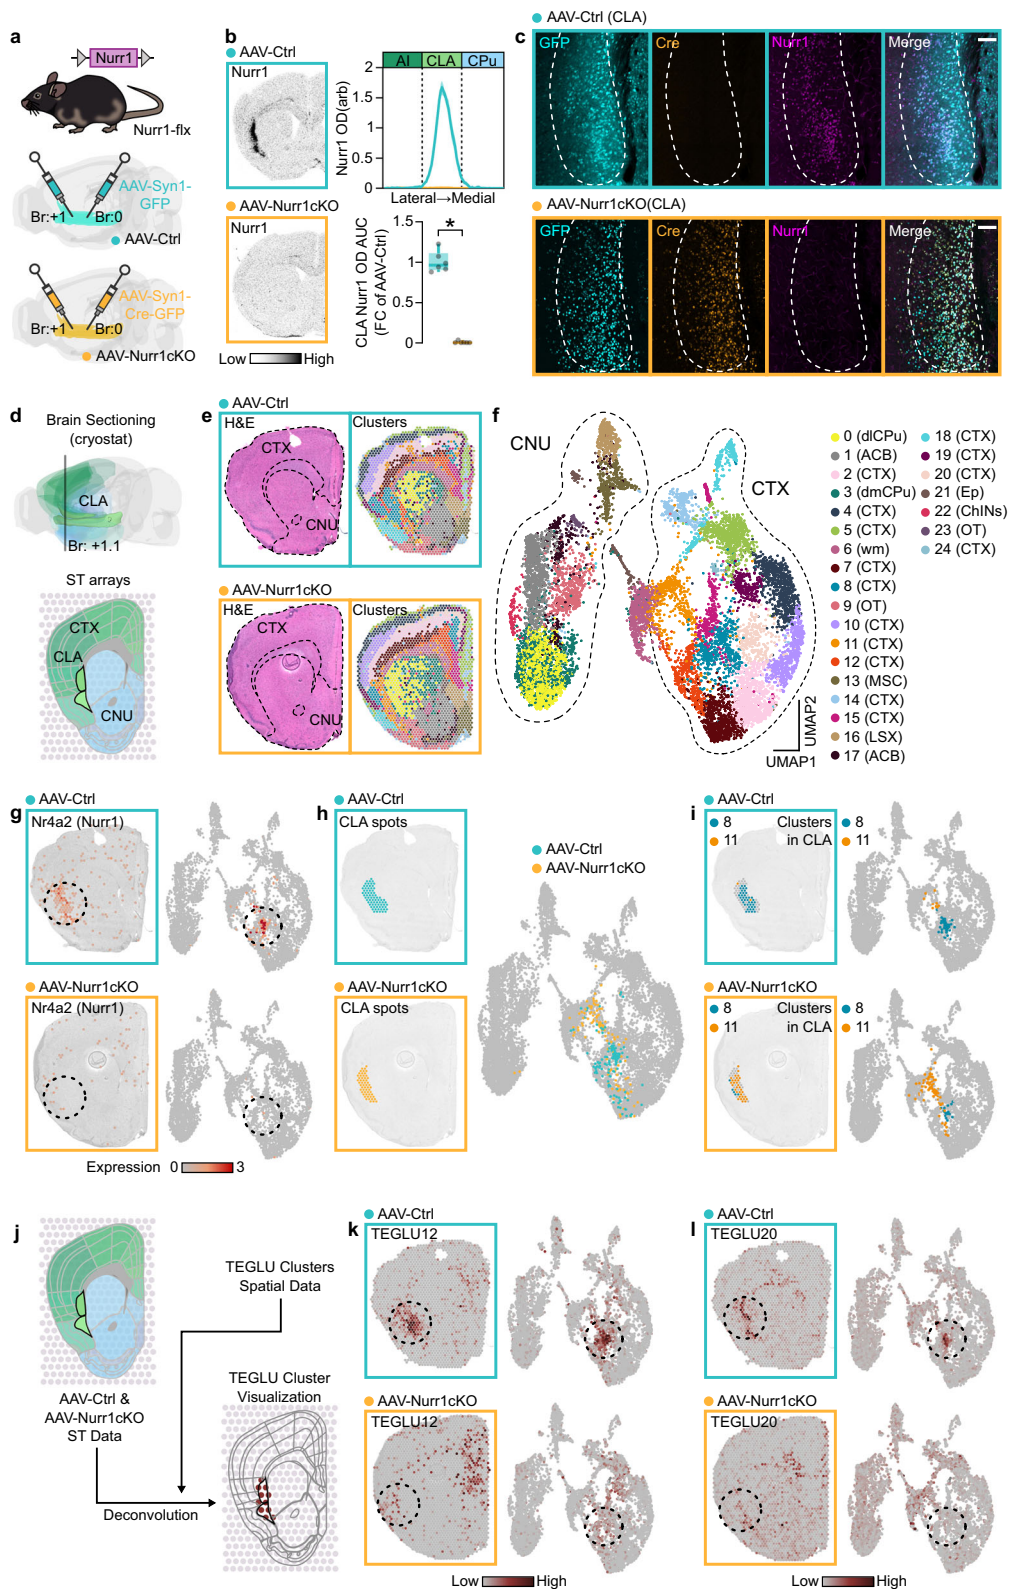 a
Nurr1
Nurr1-flx
AAV-Syn1-
GFP
Br:+1
Br:0
AAV-Ctrl
AAV-Syn1-
Cre-GFP
Br:+1
Br:0
AAV-Nurr1cKO
b
AAV-Ctrl
Nurr1
AAV-Nurr1cKO
Nurr1
Low
High
AI
CLA
CPu
2
1.5
1
0.5
0
Nurr1 OD(arb)
Lateral→Medial
1.5
1
0.5
0
*
CLA Nurr1 OD AUC
(FC of AAV-Ctrl)
c
AAV-Ctrl (CLA)
GFP
Cre
Nurr1
Merge
AAV-Nurr1cKO(CLA)
GFP
Cre
Nurr1
Merge
d
Brain Sectioning
(cryostat)
CLA
Br: +1.1
ST arrays
CTX
CLA
CNU
e
AAV-Ctrl
H&E
CTX
CNU
Clusters
AAV-Nurr1cKO
H&E
CTX
CNU
Clusters
f
CNU
CTX
UMAP1
UMAP2
0 (dlCPu)
1 (ACB)
2 (CTX)
3 (dmCPu)
4 (CTX)
5 (CTX)
6 (wm)
7 (CTX)
8 (CTX)
9 (OT)
10 (CTX)
11 (CTX)
12 (CTX)
13 (MSC)
14 (CTX)
15 (CTX)
16 (LSX)
17 (ACB)
18 (CTX)
19 (CTX)
20 (CTX)
21 (Ep)
22 (ChINs)
23 (OT)
24 (CTX)
g
AAV-Ctrl
Nr4a2 (Nurr1)
AAV-Nurr1cKO
Nr4a2 (Nurr1)
Expression
0
3
h
AAV-Ctrl
CLA spots
AAV-Nurr1cKO
CLA spots
AAV-Ctrl
AAV-Nurr1cKO
i
AAV-Ctrl
8
11
Clusters
in CLA
8
11
AAV-Nurr1cKO
8
11
Clusters
in CLA
8
11
j
AAV-Ctrl &
AAV-Nurr1cKO
ST Data
TEGLU Clusters
Spatial Data
Deconvolution
TEGLU Cluster
Visualization
k
AAV-Ctrl
TEGLU12
AAV-Nurr1cKO
TEGLU12
Low
High
l
AAV-Ctrl
TEGLU20
AAV-Nurr1cKO
TEGLU20
Low
High